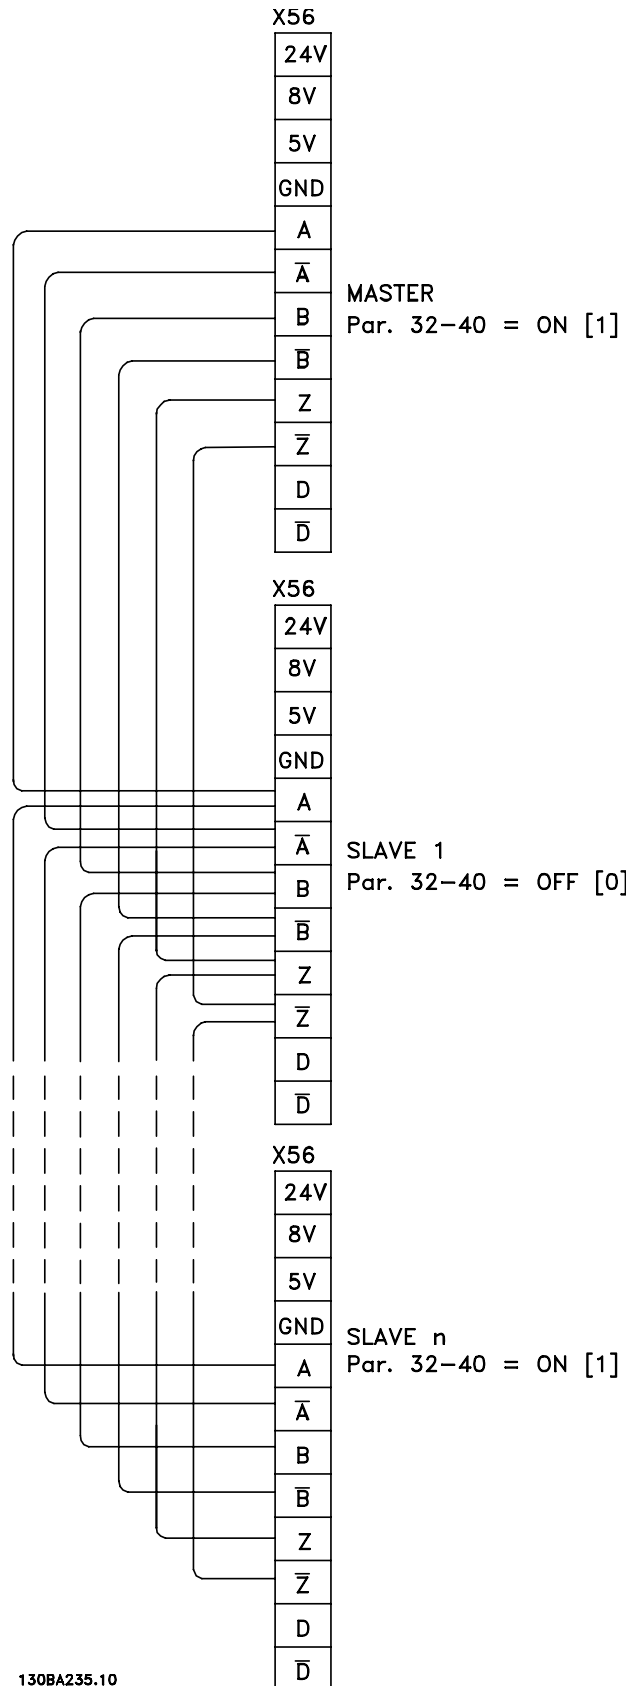 X56
24V
8V
5V
GND
A
A̅
B
B̅
Z
Z̅
D
D̅
MASTER
Par. 32-40 = ON [1]
X56
24V
8V
5V
GND
A
A̅
B
B̅
Z
Z̅
D
D̅
SLAVE 1
Par. 32-40 = OFF [0]
X56
24V
8V
5V
GND
A
A̅
B
B̅
Z
Z̅
D
D̅
SLAVE n
Par. 32-40 = ON [1]
130BA235.10